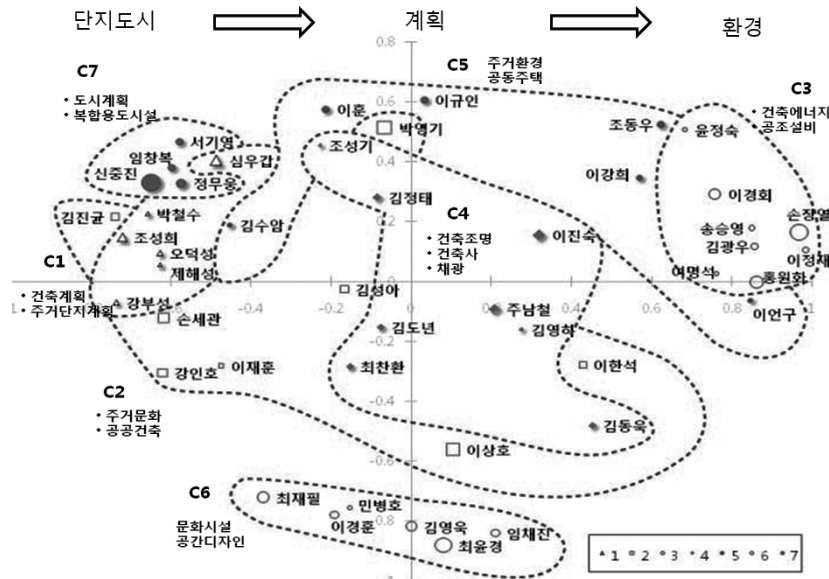 단지도시
계획
환경
0.8
C7
C5
주거환경
공동주택
C3
• 도시계획
• 복합용도시설
• 건축에너지
공조설비
0.6
이훈
이규인
박영기
조동우
윤정숙
서기영
임창복
심우갑
조성기
0.4
신중진
정무웅
이강희
이경회
김정태
C4
김진균
박철수
김수암
0.2
손장열
조성희
• 건축조명
• 건축사
• 채광
이진숙
송승영
김광우
오덕성
이정재
C1
제해성
여명석
홍원화
• 건축계획
• 주거단지계획
강부성
-0.4
-0.2
0.2
0.4
0.6
1
김성아
손세관
주남철
이언구
김도년
김영하
-0.2
강인호
이재훈
최찬환
이한석
C2
• 주거문화
• 공공건축
-0.4
김동욱
이상호
-0.6
C6
문화시설
공간디자인
최재필
민병호
이경훈
0.8
김영욱
임채진
최윤경
1 2 3 4 5 6 7